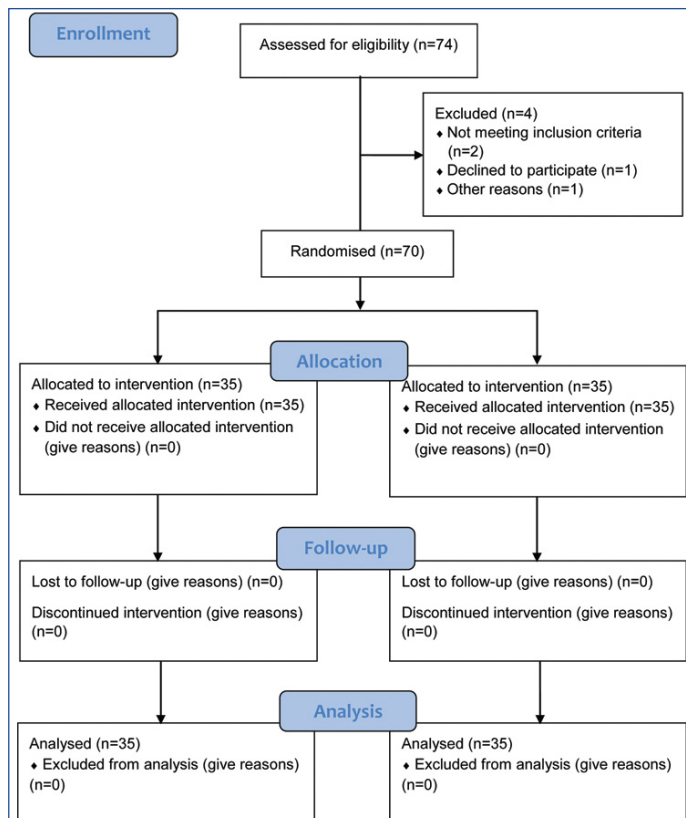 Enrollment
Assessed for eligibility (n=74)
Excluded (n=4)
♦ Not meeting inclusion criteria
(n=2)
♦ Declined to participate (n=1)
♦ Other reasons (n=1)
Randomised (n=70)
Allocation
Allocated to intervention (n=35)
♦ Received allocated intervention (n=35)
♦ Did not receive allocated intervention
(give reasons) (n=0)
Allocated to intervention (n=35)
♦ Received allocated intervention (n=35)
♦ Did not receive allocated intervention
(give reasons) (n=0)
Follow-up
Lost to follow-up (give reasons) (n=0)
Discontinued intervention (give reasons)
(n=0)
Lost to follow-up (give reasons) (n=0)
Discontinued intervention (give reasons)
(n=0)
Analysis
Analysed (n=35)
♦ Excluded from analysis (give reasons)
(n=0)
Analysed (n=35)
♦ Excluded from analysis (give reasons)
(n=0)